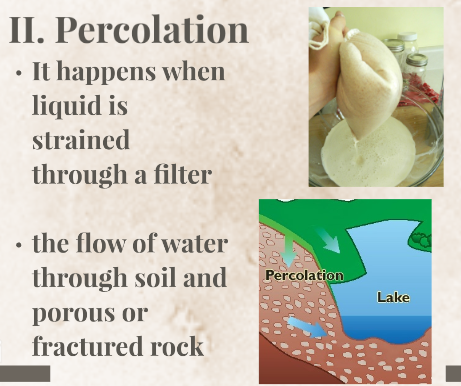 II. Percolation
• It happens when
liquid is
strained
through a filter
• the flow of water
through soil and
porous or
fractured rock
Percolation
Lake